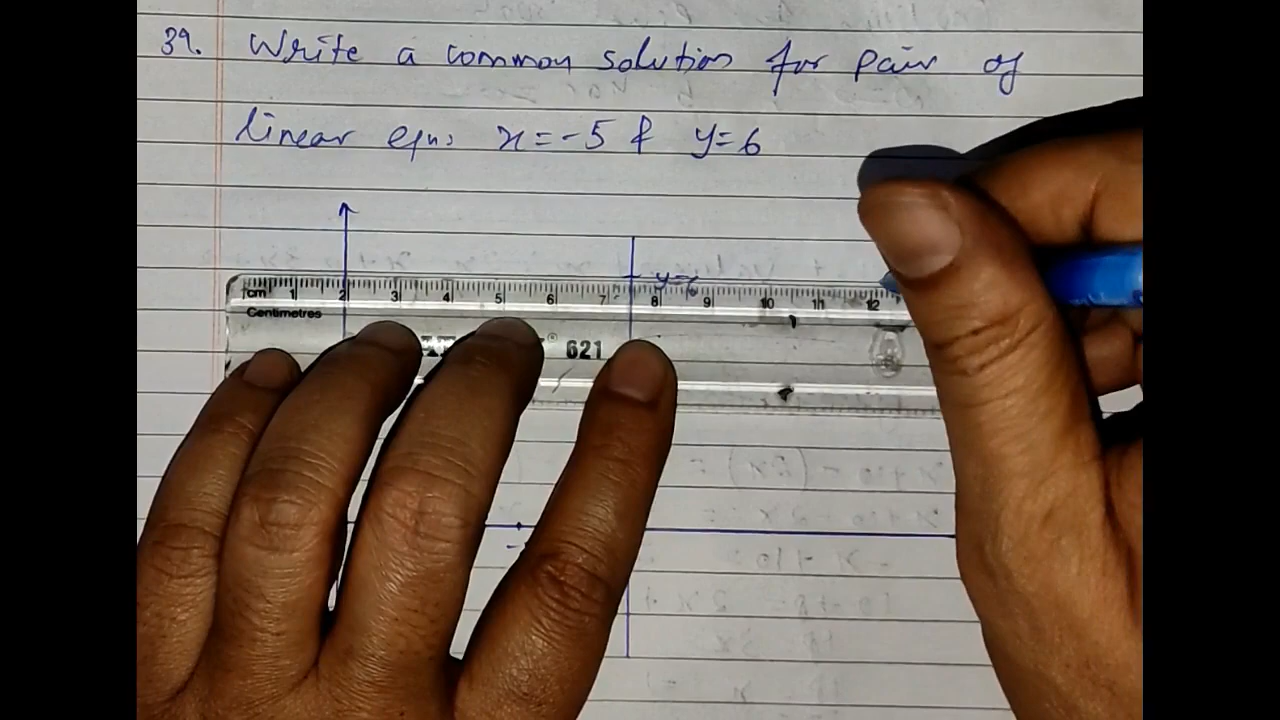 39. Write a common solution for pair of
linear eqn. x = -5 & y = 6
y=6
cm 1 2 3 4 5 6 7 8 9 10 11 12
Centimetres
621